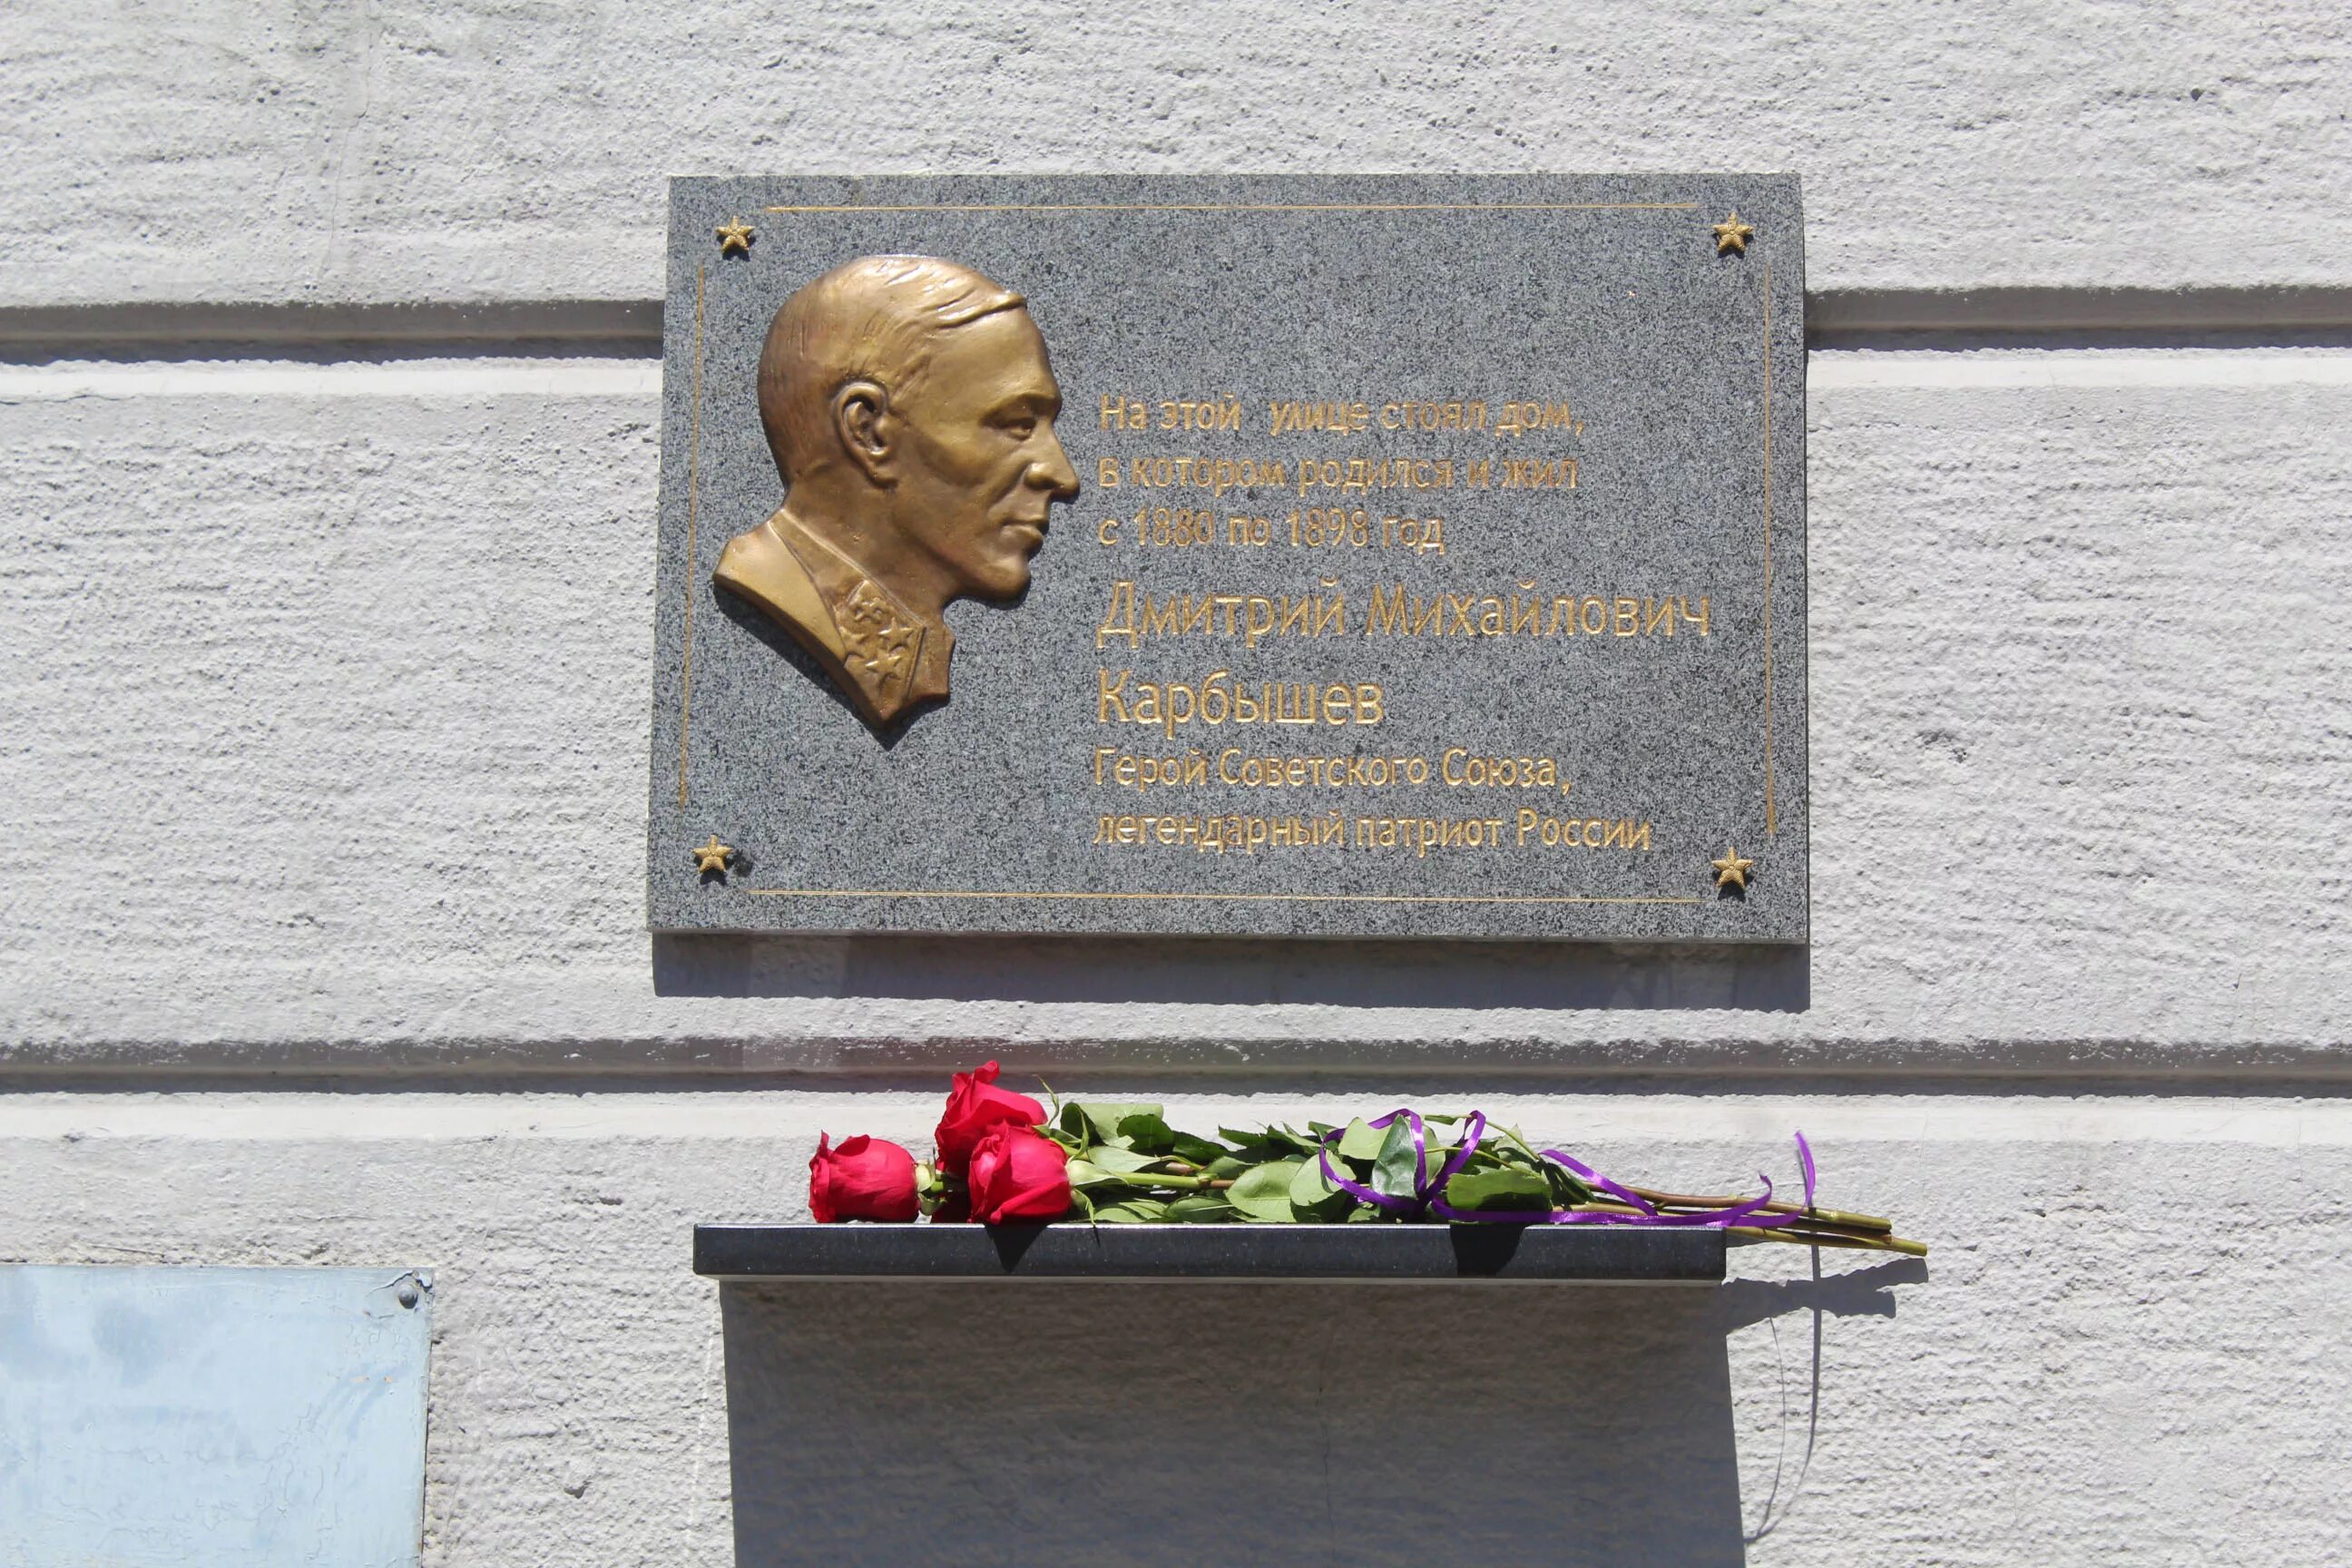 На этой улице стоял дом,
в котором родился и жил
с 1880 по 1898 год
Дмитрий Михайлович
Карбышев
Герой Советского Союза,
легендарный патриот России